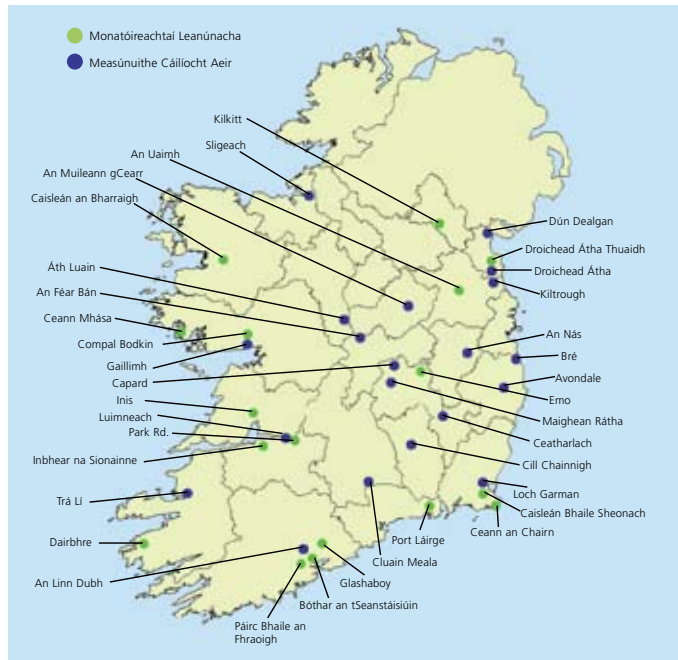 Monatóireachtaí Leanúnacha
Measúnuithe Cáilíocht Aeir
Kilkitt
Sligeach
An Uaimh
An Muileann gCearr
Caisleán an Bharraigh
Áth Luain
An Féar Bán
Ceann Mhása
Compal Bodkin
Gaillimh
Capard
Inis
Luimneach
Park Rd.
Inbhear na Sionainne
Trá Lí
Dairbhre
An Linn Dubh
Páirc Bhaile an
Fhraoigh
Bóthar an tSeanstáisiúin
Glashaboy
Cluain Meala
Port Láirge
Ceann an Chairn
Caisleán Bhaile Sheonach
Loch Garman
Cill Chainnigh
Ceatharlach
Maighean Rátha
Emo
Avondale
Bré
An Nás
Kiltrough
Droichead Átha
Droichead Átha Thuaidh
Dún Dealgan